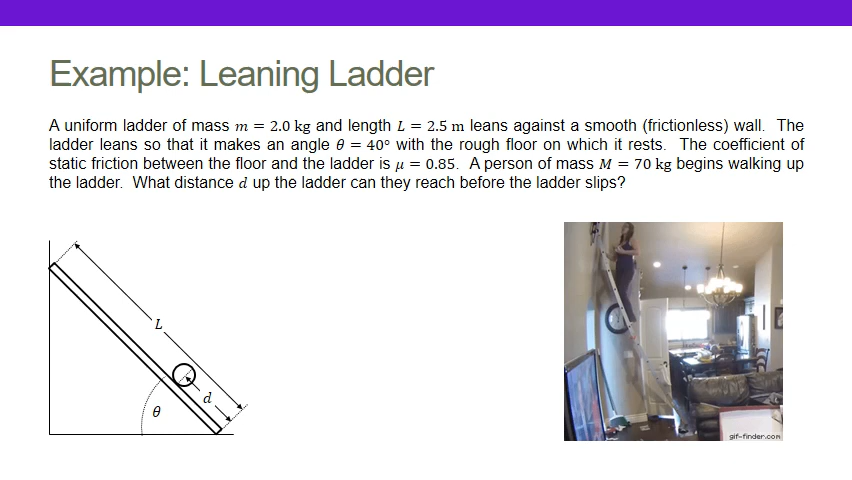 Example: Leaning Ladder
A uniform ladder of mass m = 2.0 kg and length L = 2.5 m leans against a smooth (frictionless) wall. The
ladder leans so that it makes an angle θ = 40° with the rough floor on which it rests. The coefficient of
static friction between the floor and the ladder is μ = 0.85. A person of mass M = 70 kg begins walking up
the ladder. What distance d up the ladder can they reach before the ladder slips?
L
d
θ
gif-finder.com